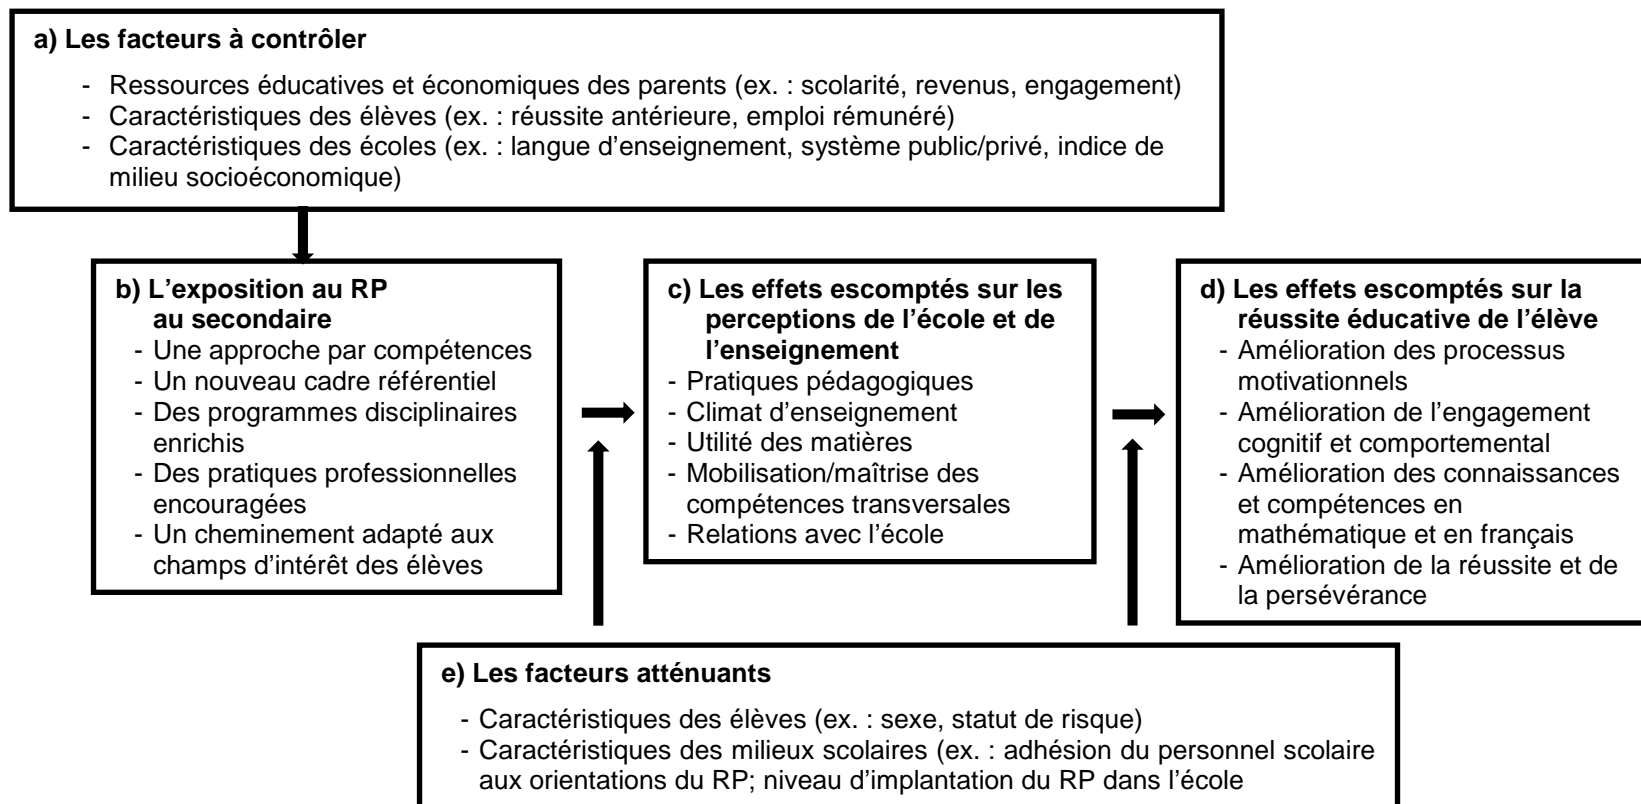 a) Les facteurs à contrôler
- Ressources éducatives et économiques des parents (ex. : scolarité, revenus, engagement)
- Caractéristiques des élèves (ex. : réussite antérieure, emploi rémunéré)
- Caractéristiques des écoles (ex. : langue d’enseignement, système public/privé, indice de
milieu socioéconomique)
b) L’exposition au RP
au secondaire
- Une approche par compétences
- Un nouveau cadre référentiel
- Des programmes disciplinaires
enrichis
- Des pratiques professionnelles
encouragées
- Un cheminement adapté aux
champs d’intérêt des élèves
c) Les effets escomptés sur les
perceptions de l’école et de
l’enseignement
- Pratiques pédagogiques
- Climat d’enseignement
- Utilité des matières
- Mobilisation/maîtrise des
compétences transversales
- Relations avec l’école
d) Les effets escomptés sur la
réussite éducative de l’élève
- Amélioration des processus
motivationnels
- Amélioration de l’engagement
cognitif et comportemental
- Amélioration des connaissances
et compétences en
mathématique et en français
- Amélioration de la réussite et de
la persévérance
e) Les facteurs atténuants
- Caractéristiques des élèves (ex. : sexe, statut de risque)
- Caractéristiques des milieux scolaires (ex. : adhésion du personnel scolaire
aux orientations du RP; niveau d’implantation du RP dans l’école